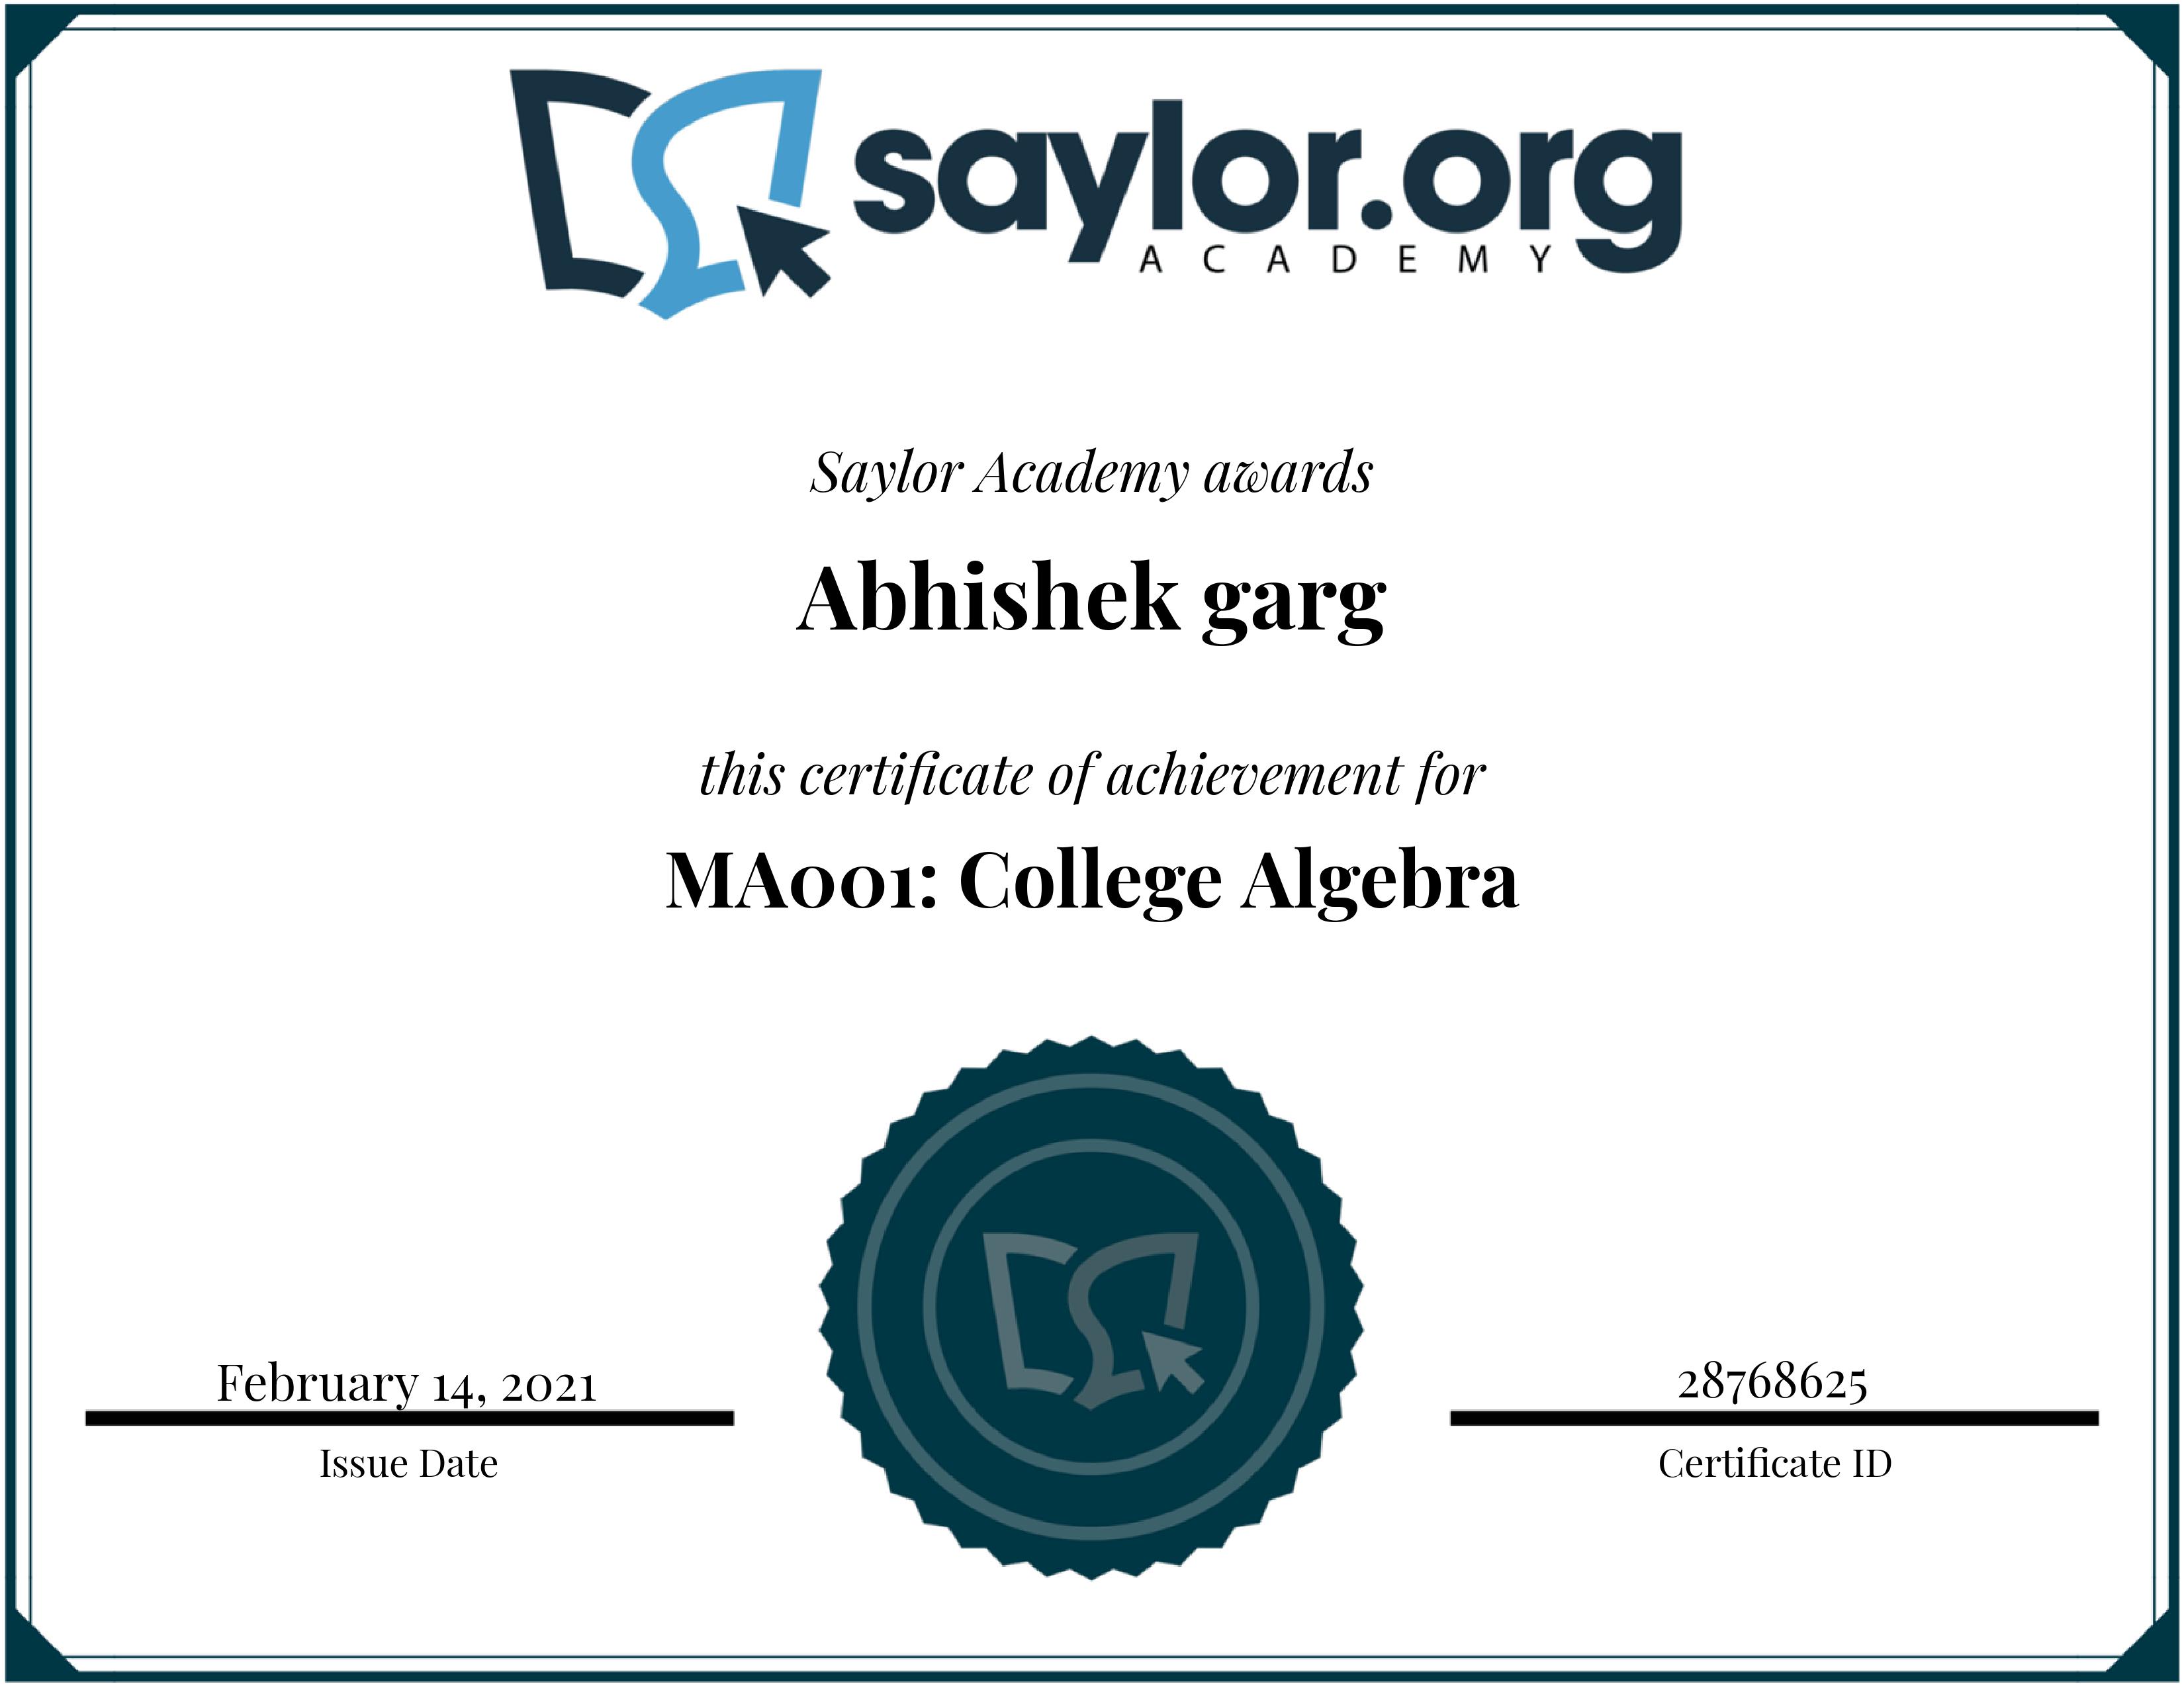 saylor.org
ACADEMY
Saylor Academy awards
Abhishek garg
this certificate of achievement for
MA001: College Algebra
February 14, 2021
Issue Date
28768625
Certificate ID